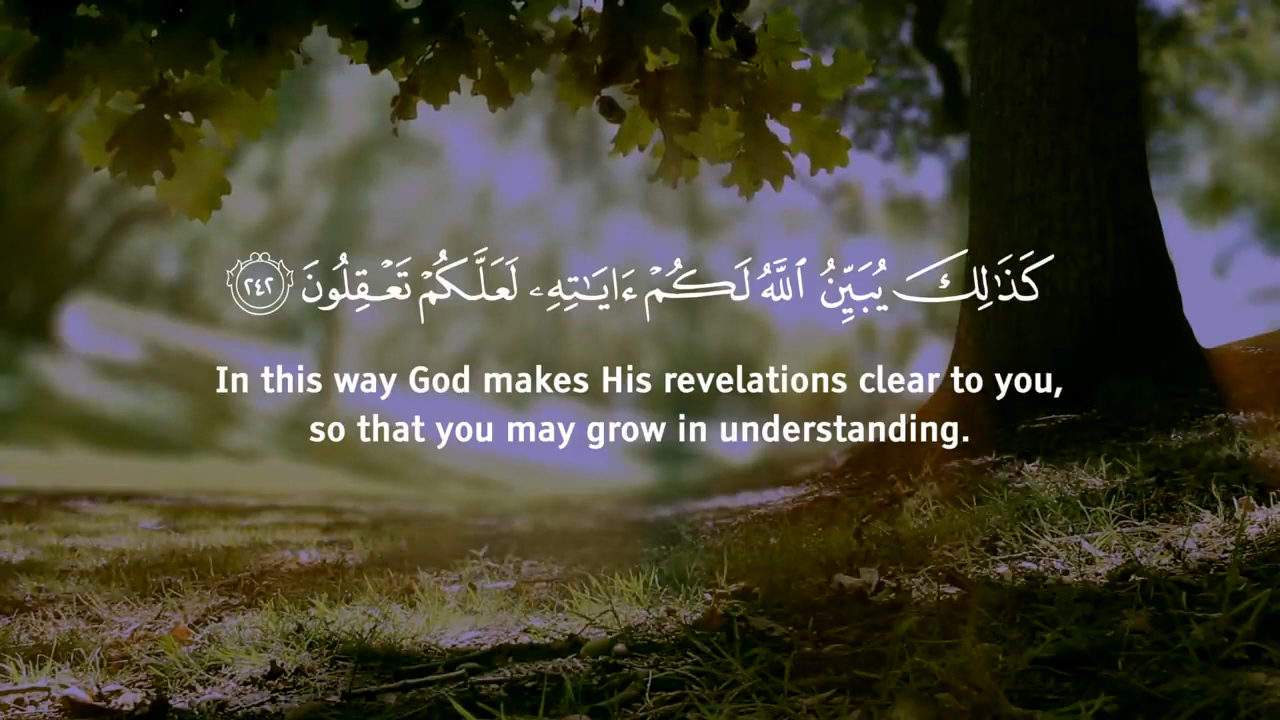 كَذَٰلِكَ يُبَيِّنُ ٱللَّهُ لَكُمْ ءَايَـٰتِهِۦ لَعَلَّكُمْ تَعْقِلُونَ ٢٤٢
In this way God makes His revelations clear to you,
so that you may grow in understanding.